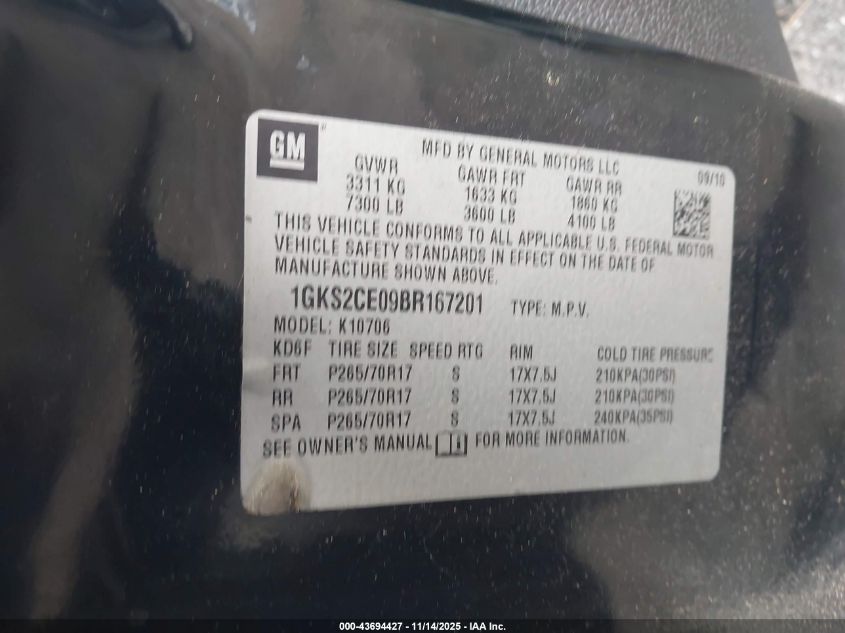 GM
MFD BY GENERAL MOTORS LLC
09/10
GVWR GAWR FRT GAWR RR
3311 KG 1633 KG 1860 KG
7300 LB 3600 LB 4100 LB
THIS VEHICLE CONFORMS TO ALL APPLICABLE U.S. FEDERAL MOTOR
VEHICLE SAFETY STANDARDS IN EFFECT ON THE DATE OF
MANUFACTURE SHOWN ABOVE.
1GKS2CE09BR167201 TYPE: M.P.V.
MODEL: K10706
KD6F TIRE SIZE SPEED RTG RIM COLD TIRE PRESSURE
FRT P265/70R17 S 17X7.5J 210KPA(30PSI)
RR P265/70R17 S 17X7.5J 210KPA(30PSI)
SPA P265/70R17 S 17X7.5J 240KPA(35PSI)
SEE OWNER'S MANUAL FOR MORE INFORMATION.
000-43694427 - 11/14/2025 - IAA Inc.